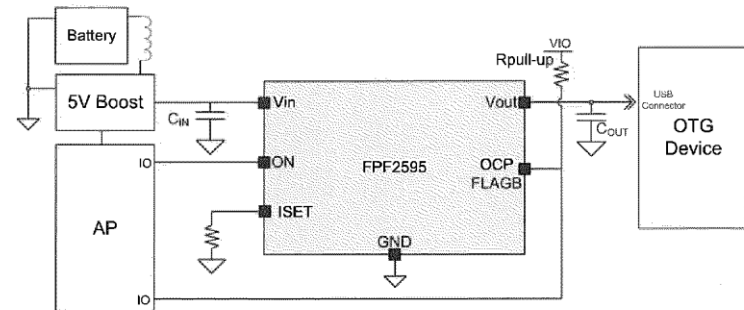 Battery
5V Boost
AP
IO
IO
CIN
Vin
ON
ISET
GND
FPF2595
Vout
OCP
FLAGB
Rpull-up
VIO
COUT
USB
Connector
OTG
Device